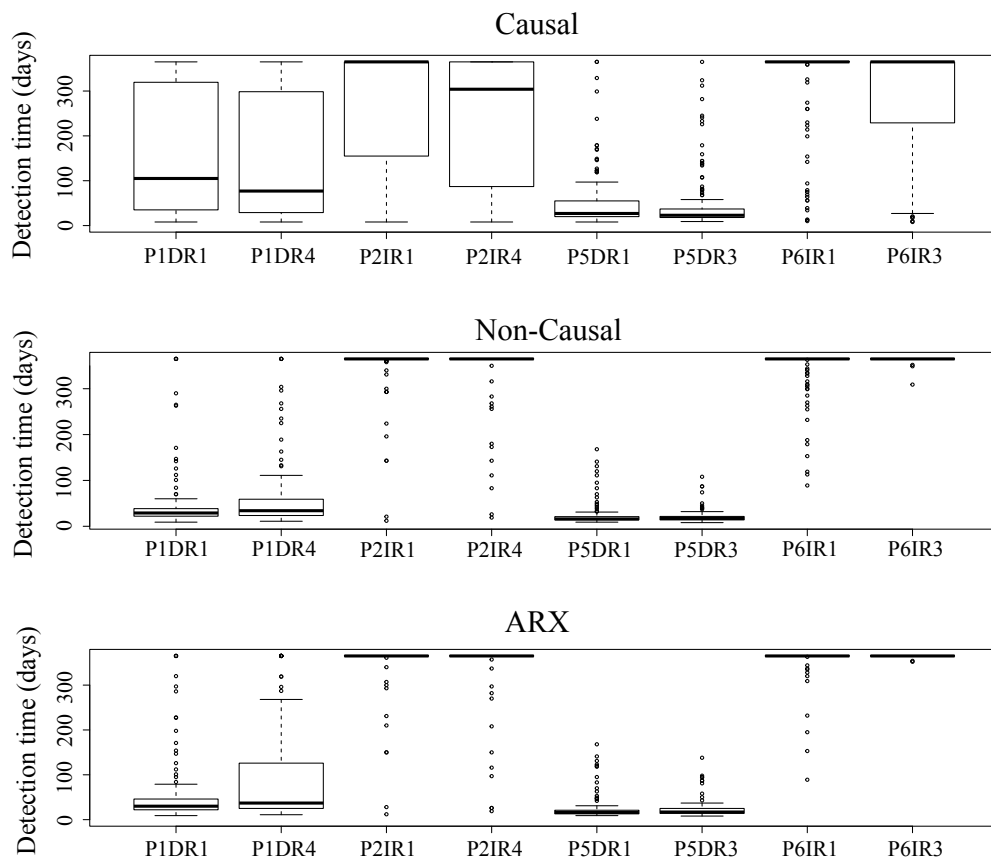 Causal
Detection time (days)
0 100 200 300
P1DR1 P1DR4 P2IR1 P2IR4 P5DR1 P5DR3 P6IR1 P6IR3
Non-Causal
Detection time (days)
0 100 200 300
P1DR1 P1DR4 P2IR1 P2IR4 P5DR1 P5DR3 P6IR1 P6IR3
ARX
Detection time (days)
0 100 200 300
P1DR1 P1DR4 P2IR1 P2IR4 P5DR1 P5DR3 P6IR1 P6IR3